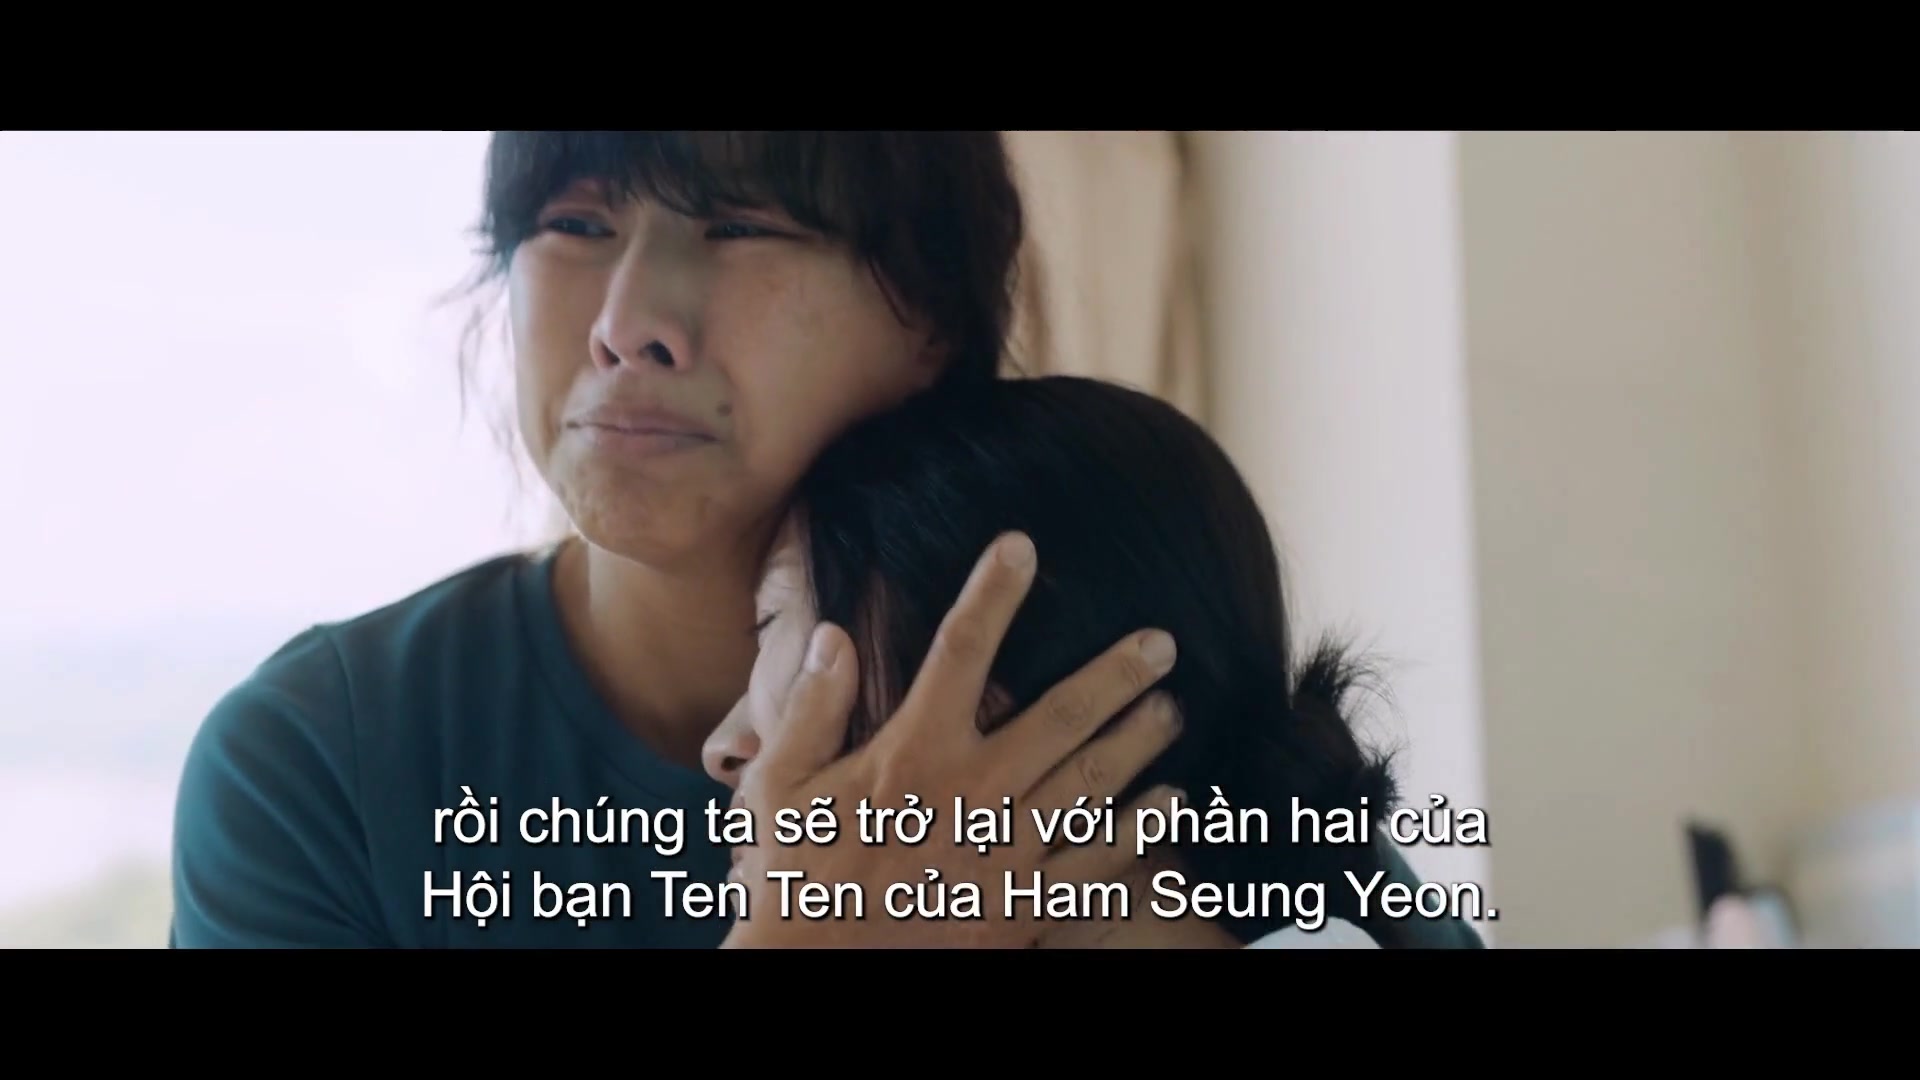 rồi chúng ta sẽ trở lại với phần hai của
Hội bạn Ten Ten của Ham Seung Yeon.